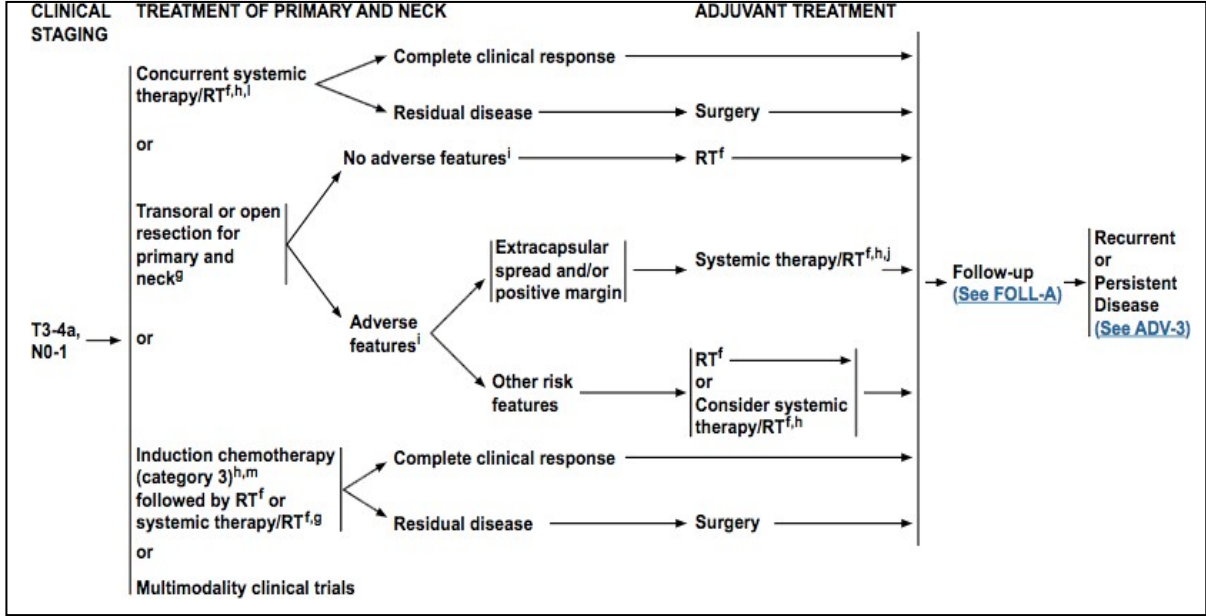 CLINICAL STAGING
TREATMENT OF PRIMARY AND NECK
ADJUVANT TREATMENT
T3-4a,
N0-1
Concurrent systemic
therapy/RTf,h,l
Complete clinical response
Residual disease
Surgery
or
Transoral or open
resection for
primary and
neckg
No adverse featuresi
RTf
Adverse
featuresi
Extracapsular
spread and/or
positive margin
Systemic therapy/RTf,h,j
Other risk
features
RTf
or
Consider systemic
therapy/RTf,h
or
Induction chemotherapy
(category 3)h,m
followed by RTf or
systemic therapy/RTf,g
Complete clinical response
Residual disease
Surgery
or
Multimodality clinical trials
Follow-up
(See FOLL-A)
Recurrent
or
Persistent
Disease
(See ADV-3)